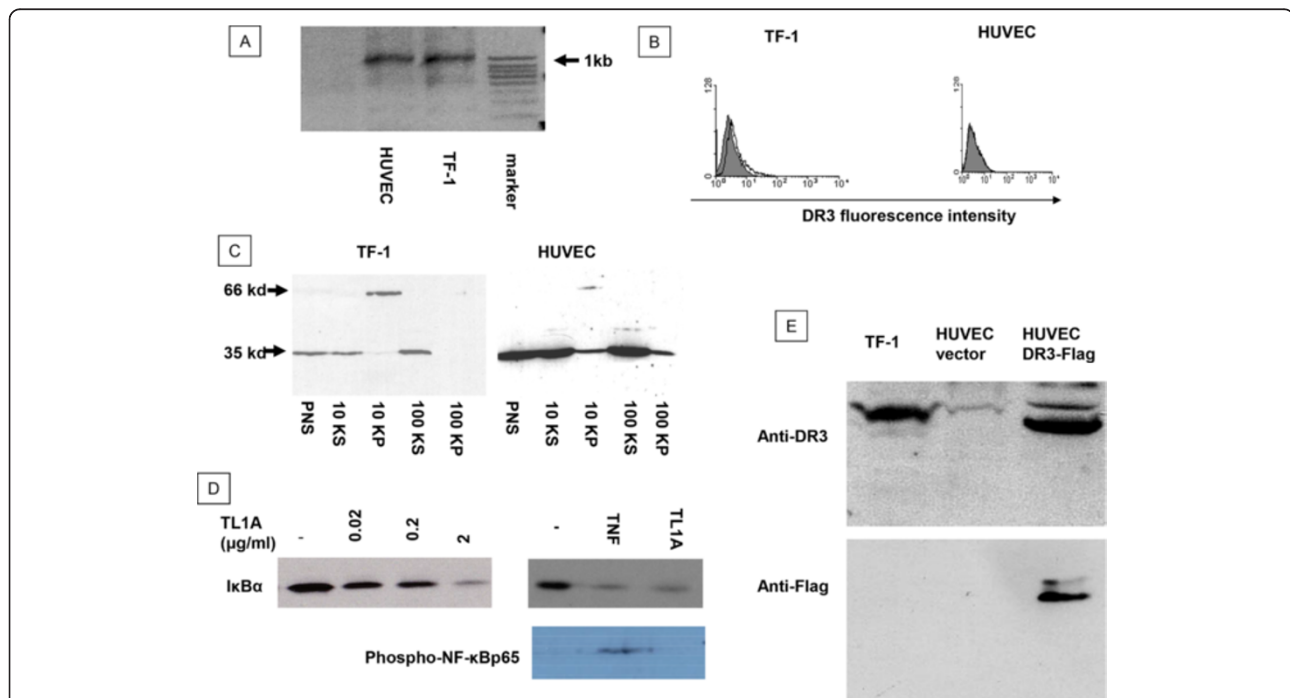 A
1kb
HUVEC
TF-1
marker
B
TF-1
HUVEC
128
0
10⁰ 10¹ 10² 10³ 10⁴
128
0
10⁰ 10¹ 10² 10³ 10⁴
DR3 fluorescence intensity
C
TF-1
HUVEC
66 kd
35 kd
PNS
10 KS
10 KP
100 KS
100 KP
PNS
10 KS
10 KP
100 KS
100 KP
D
TL1A
(µg/ml)
-
0.02
0.2
2
-
TNF
TL1A
IκBα
Phospho-NF-κBp65
E
TF-1
HUVEC
vector
HUVEC
DR3-Flag
Anti-DR3
Anti-Flag